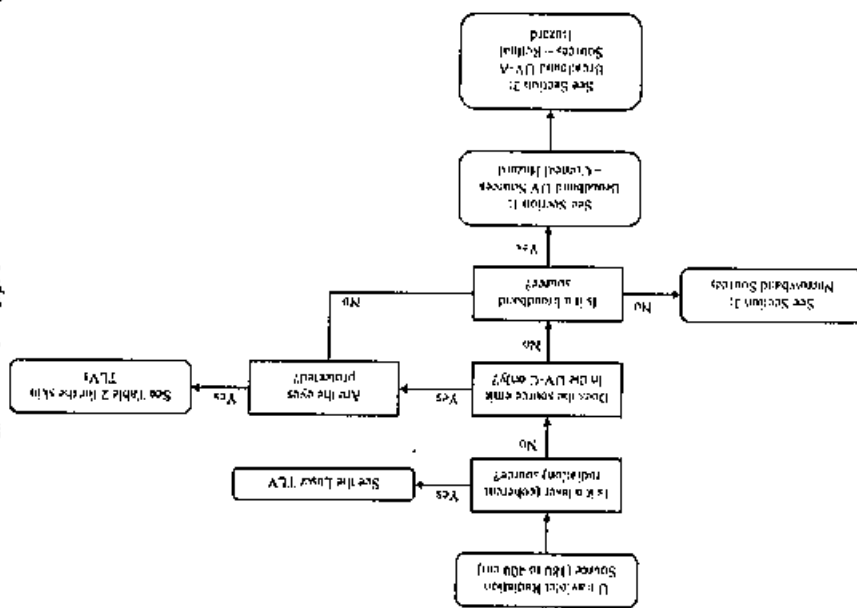 Ultraviolet Radiation
Source (180 to 400 nm)
Is it a laser (coherent
radiation) source?
Yes
See the Laser TLV
No
Does the source emit
in the UV-C only?
Yes
Are the eyes
protected?
Yes
See Table 2 for the skin
TLVs
No
No
Is it a broadband
source?
No
See Section 3:
Narrowband Sources
Yes
See Section 1:
Broadband UV Sources
– Corneal Hazard
See Section 2:
Broadband UV-A
Sources – Retinal
hazard